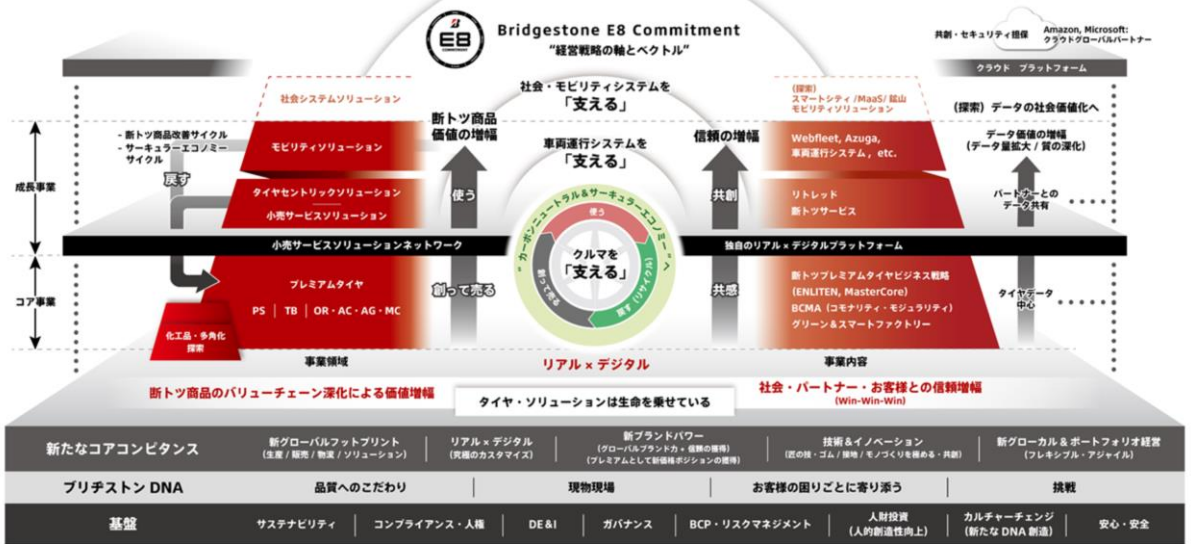 Bridgestone E8 Commitment
"経営戦略の軸とベクトル"
E8
COMMITMENT
共創・セキュリティ担保
Amazon, Microsoft:
クラウドグローバルパートナー
クラウド プラットフォーム
社会・モビリティシステムを
「支える」
車両運行システムを
「支える」
クルマを
「支える」
"カーボンニュートラル&サーキュラーエコノミーへ"
使う
戻す(リサイクル)
創って売る
成長事業
コア事業
- 断トツ商品改善サイクル
- サーキュラーエコノミー
サイクル
戻す
社会システムソリューション
モビリティソリューション
タイヤセントリックソリューション
小売サービスソリューション
小売サービスソリューションネットワーク
プレミアムタイヤ
PS | TB | OR・AC・AG・MC
化工品・多角化
探索
断トツ商品
価値の増幅
使う
創って売る
信頼の増幅
共創
共感
(探索)
スマートシティ /MaaS/ 鉱山
モビリティソリューション
Webfleet, Azuga,
車両運行システム, etc.
リトレッド
断トツサービス
独自のリアル × デジタルプラットフォーム
断トツプレミアムタイヤビジネス戦略
(ENLITEN, MasterCore)
BCMA(コモナリティ・モジュラリティ)
グリーン&スマートファクトリー
(探索)データの社会価値化へ
データ価値の増幅
(データ量拡大 / 質の深化)
パートナーとの
データ共有
タイヤデータ
中心
事業領域
リアル × デジタル
事業内容
断トツ商品のバリューチェーン深化による価値増幅
タイヤ・ソリューションは生命を乗せている
社会・パートナー・お客様との信頼増幅
(Win-Win-Win)
新たなコアコンピタンス
新グローバルフットプリント
(生産 / 販売 / 物流 / ソリューション)
リアル × デジタル
(究極のカスタマイズ)
新ブランドパワー
(グローバルブランド力 + 信頼の獲得)
(プレミアムとして新価格ポジションの獲得)
技術&イノベーション
(匠の技・ゴム / 接地 / モノづくりを極める・共創)
新グローカル & ポートフォリオ経営
(フレキシブル・アジャイル)
ブリヂストン DNA
品質へのこだわり
現物現場
お客様の困りごとに寄り添う
挑戦
基盤
サステナビリティ
コンプライアンス・人権
DE&I
ガバナンス
BCP・リスクマネジメント
人財投資
(人的創造性向上)
カルチャーチェンジ
(新たな DNA 創造)
安心・安全